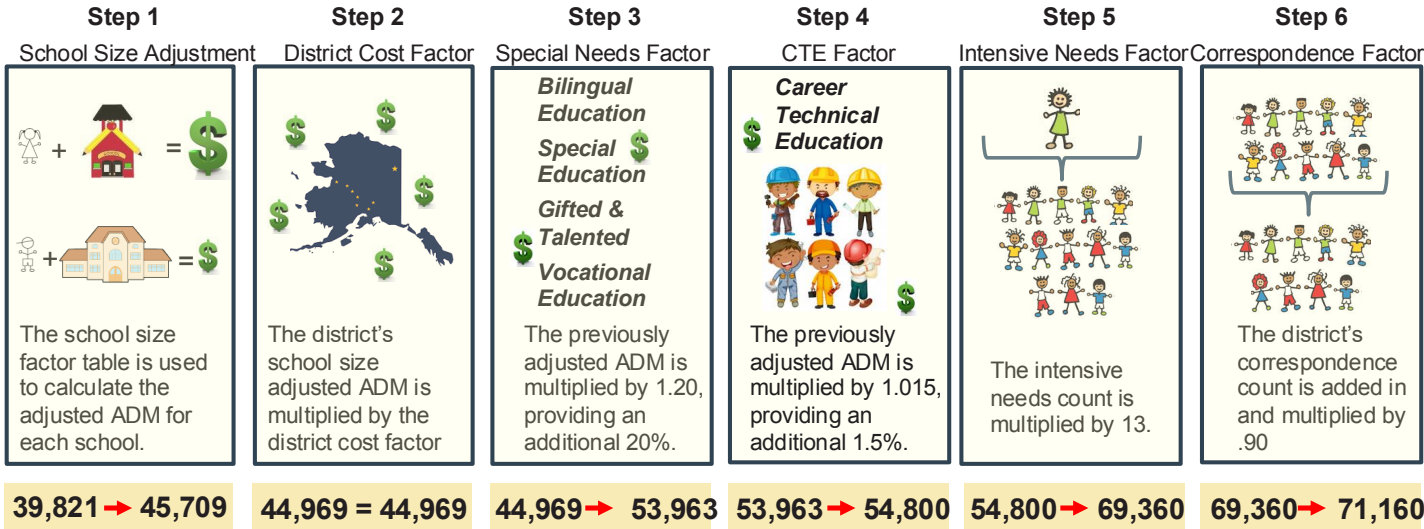 Step 1
School Size Adjustment
The school size
factor table is used
to calculate the
adjusted ADM for
each school.
39,821 → 45,709
Step 2
District Cost Factor
The district's
school size
adjusted ADM is
multiplied by the
district cost factor
44,969 = 44,969
Step 3
Special Needs Factor
Bilingual
Education
Special
Education
Gifted &
Talented
Vocational
Education
The previously
adjusted ADM is
multiplied by 1.20,
providing an
additional 20%.
44,969 → 53,963
Step 4
CTE Factor
Career
Technical
Education
The previously
adjusted ADM is
multiplied by 1.015,
providing an
additional 1.5%.
53,963 → 54,800
Step 5
Intensive Needs Factor
The intensive
needs count is
multiplied by 13.
54,800 → 69,360
Step 6
Correspondence Factor
The district's
correspondence
count is added in
and multiplied by
.90
69,360 → 71,160